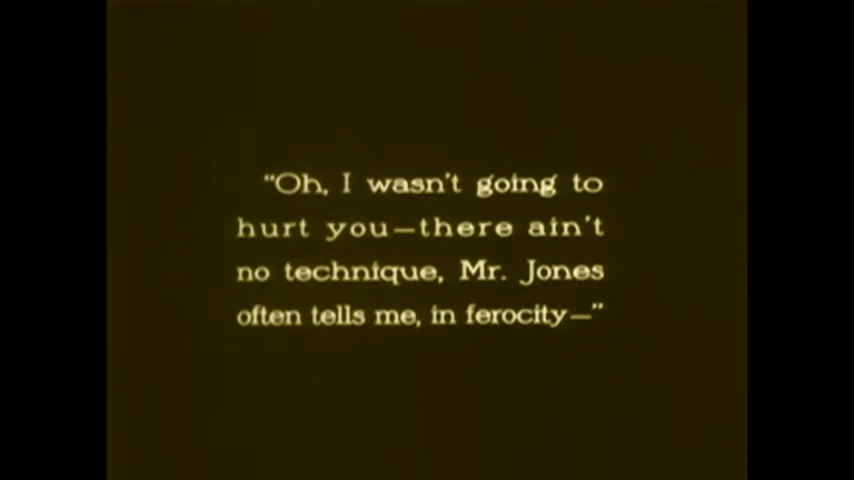 "Oh, I wasn't going to
hurt you—there ain't
no technique, Mr. Jones
often tells me, in ferocity—"